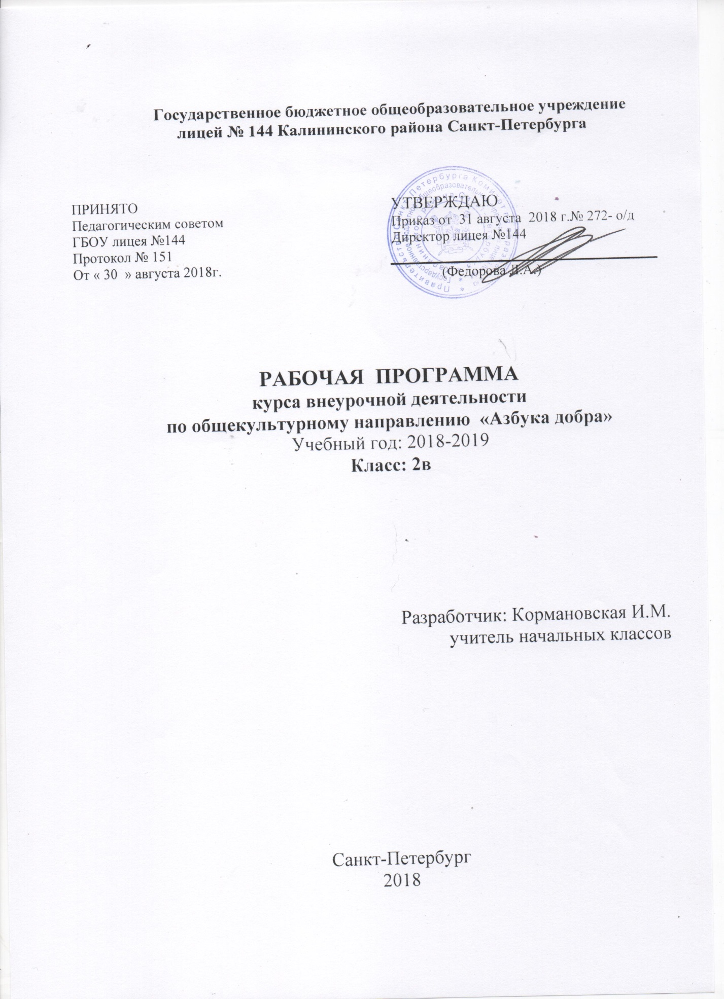 Государственное бюджетное общеобразовательное учреждение
лицей № 144 Калининского района Санкт-Петербурга
ПРИНЯТО
Педагогическим советом
ГБОУ лицея №144
Протокол № 151
От « 30  » августа 2018г.
УТВЕРЖДАЮ
Приказ от  31 августа  2018 г.№ 272- о/д
Директор лицея №144
(Федорова Л.А.)
РАБОЧАЯ  ПРОГРАММА
курса внеурочной деятельности
по общекультурному направлению  «Азбука добра»
Учебный год: 2018-2019
Класс: 2в
Разработчик: Кормановская И.М.
учитель начальных классов
Санкт-Петербург
2018